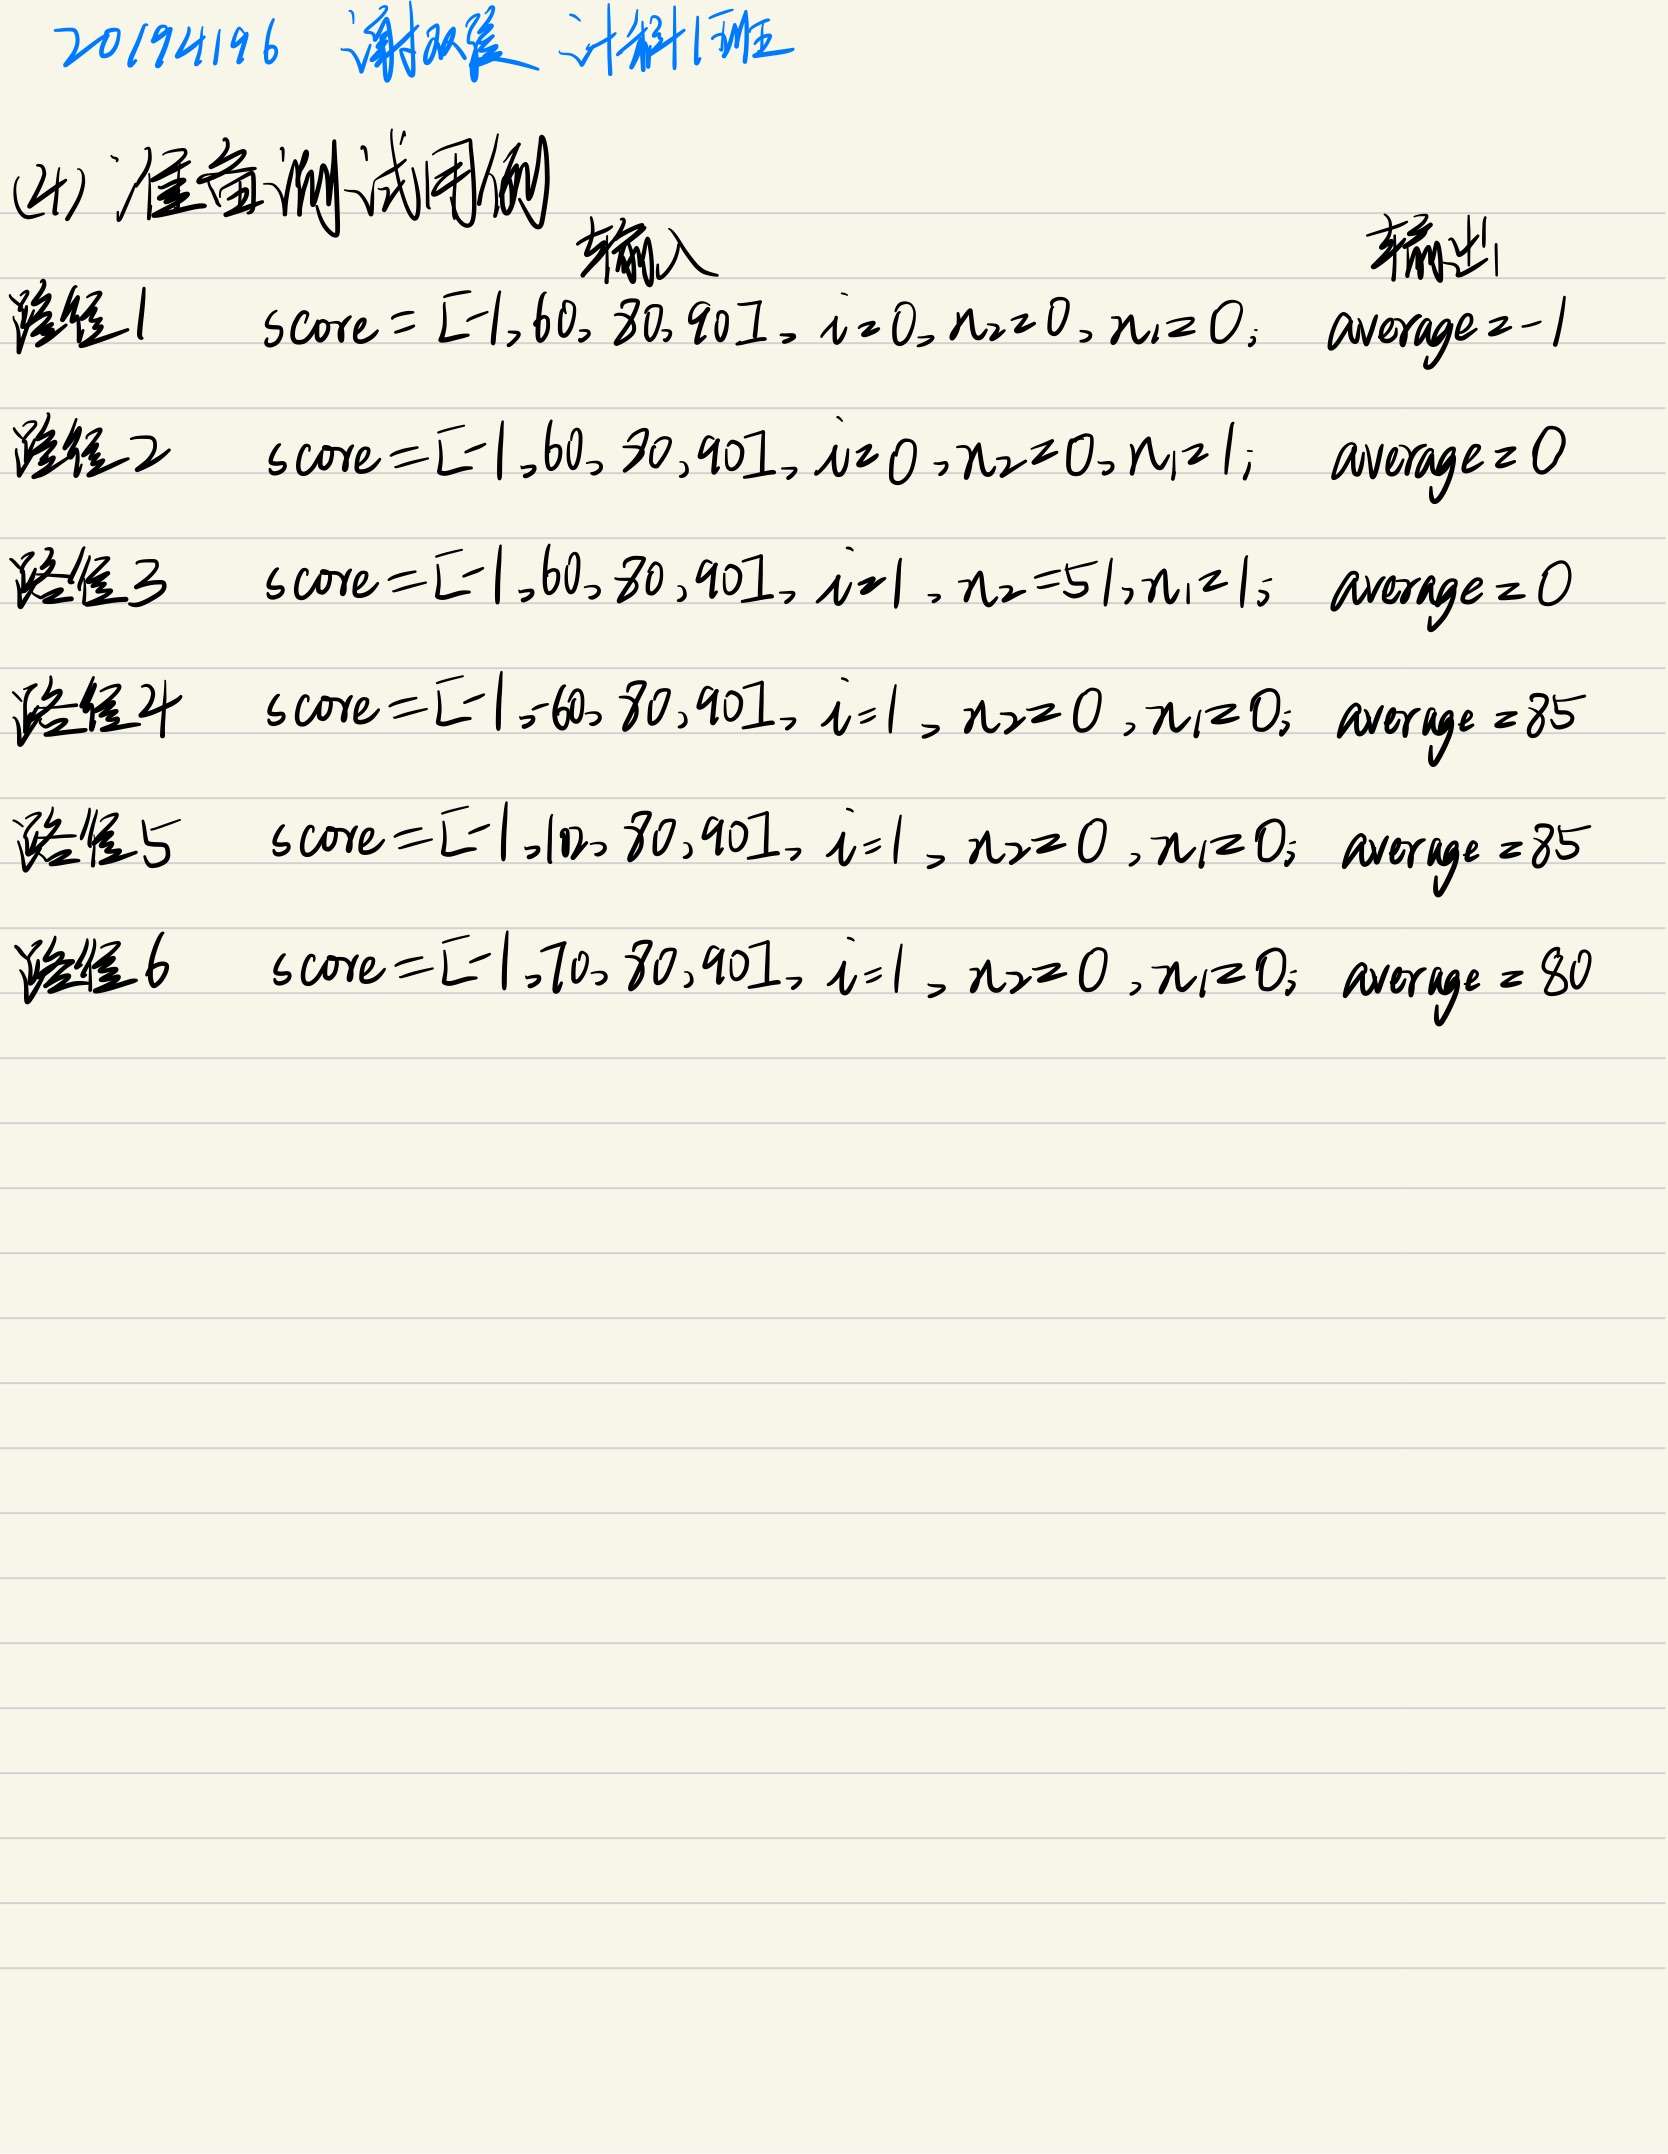 20194196 谢双 计科1班
(4) 准备测试用例
输入 输出
路径1 score = [-1, 60, 80, 90], i=0, n2=0, n1=0; average=-1
路径2 score = [-1, 60, 80, 90], i=0, n2=0, n1=1; average=0
路径3 score = [-1, 60, 80, 90], i=1, n2=51, n1=1; average=0
路径4 score = [-1, -60, 80, 90], i=1, n2=0, n1=0; average=85
路径5 score = [-1, 102, 80, 90], i=1, n2=0, n1=0; average=85
路径6 score = [-1, 70, 80, 90], i=1, n2=0, n1=0; average=80